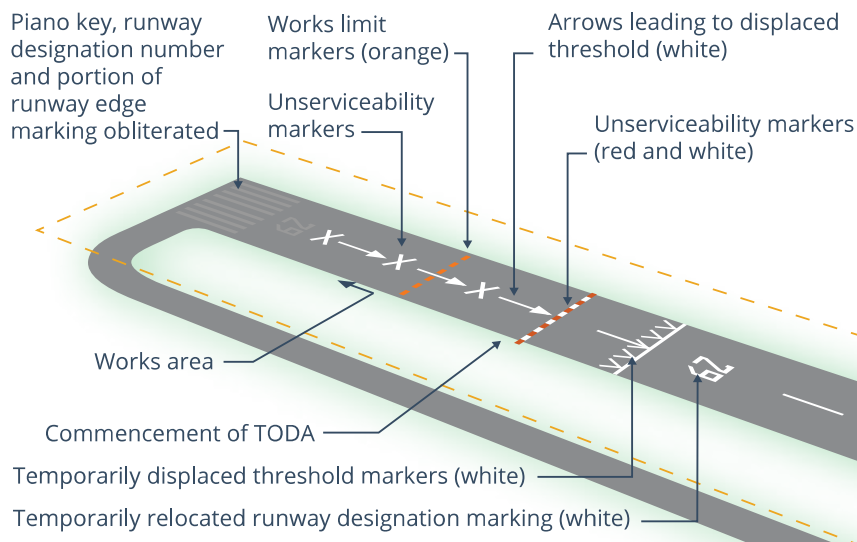 Piano key, runway
designation number
and portion of
runway edge
marking obliterated
Works limit
markers (orange)
Unserviceability
markers
Arrows leading to displaced
threshold (white)
Unserviceability markers
(red and white)
29
X
X
X
29
Works area
Commencement of TODA
Temporarily displaced threshold markers (white)
Temporarily relocated runway designation marking (white)